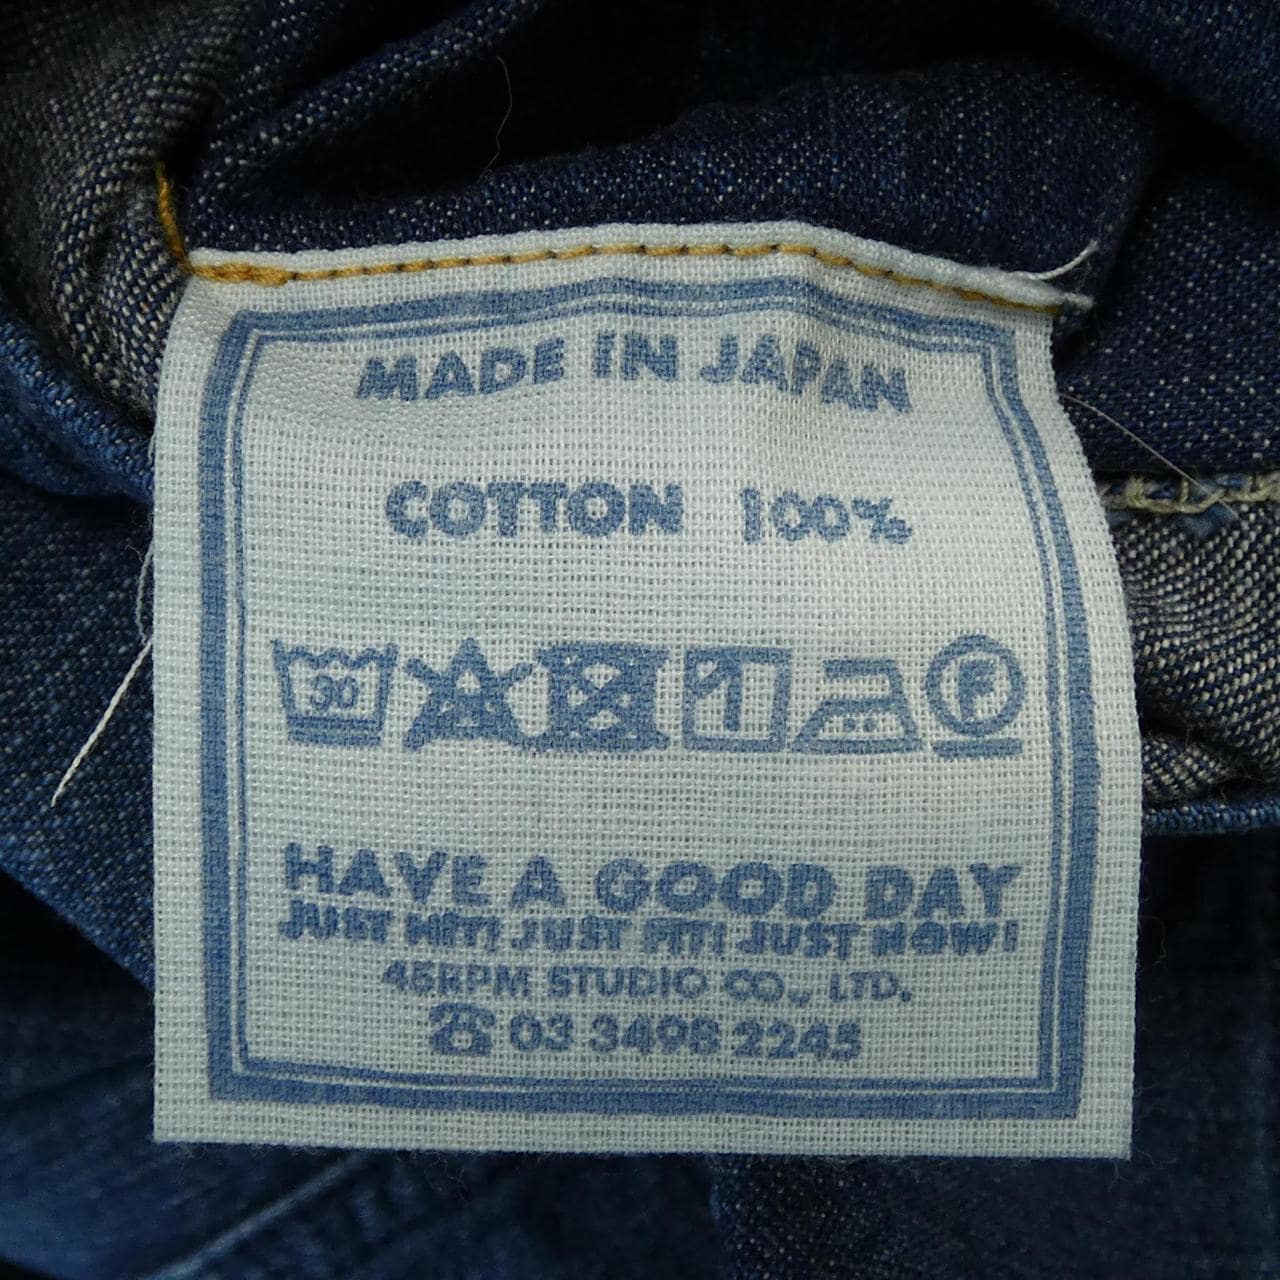 MADE IN JAPAN
COTTON 100%
30 F
HAVE A GOOD DAY
JUST HIT! JUST FIT! JUST NOW!
45RPM STUDIO CO., LTD.
☎ 03 3498 2245